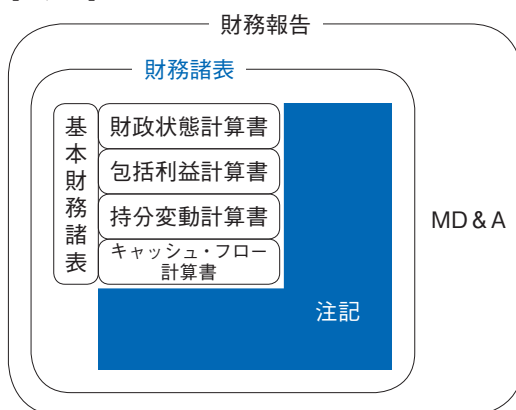 財務報告
財務諸表
基本財務諸表
財政状態計算書
包括利益計算書
持分変動計算書
キャッシュ・フロー
計算書
MD & A
注記